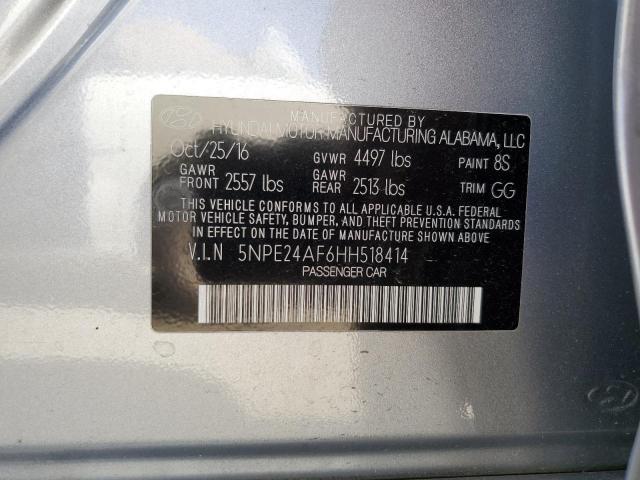 MANUFACTURED BY
HYUNDAI MOTOR MANUFACTURING ALABAMA, LLC
Oct/25/16 GVWR 4497 lbs PAINT 8S
GAWR FRONT 2557 lbs GAWR REAR 2513 lbs TRIM GG
THIS VEHICLE CONFORMS TO ALL APPLICABLE U.S.A. FEDERAL
MOTOR VEHICLE SAFETY, BUMPER, AND THEFT PREVENTION STANDARDS
IN EFFECT ON THE DATE OF MANUFACTURE SHOWN ABOVE.
V.I.N 5NPE24AF6HH518414
PASSENGER CAR